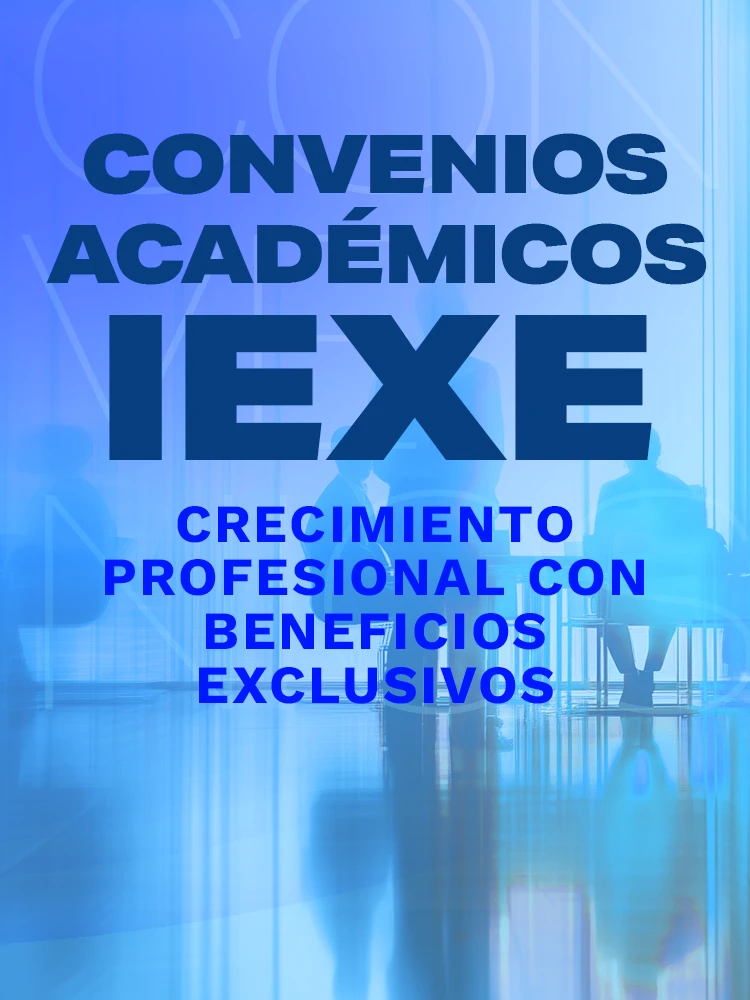 CONVENIOS
ACADÉMICOS
IEXE
CRECIMIENTO
PROFESIONAL CON
BENEFICIOS
EXCLUSIVOS